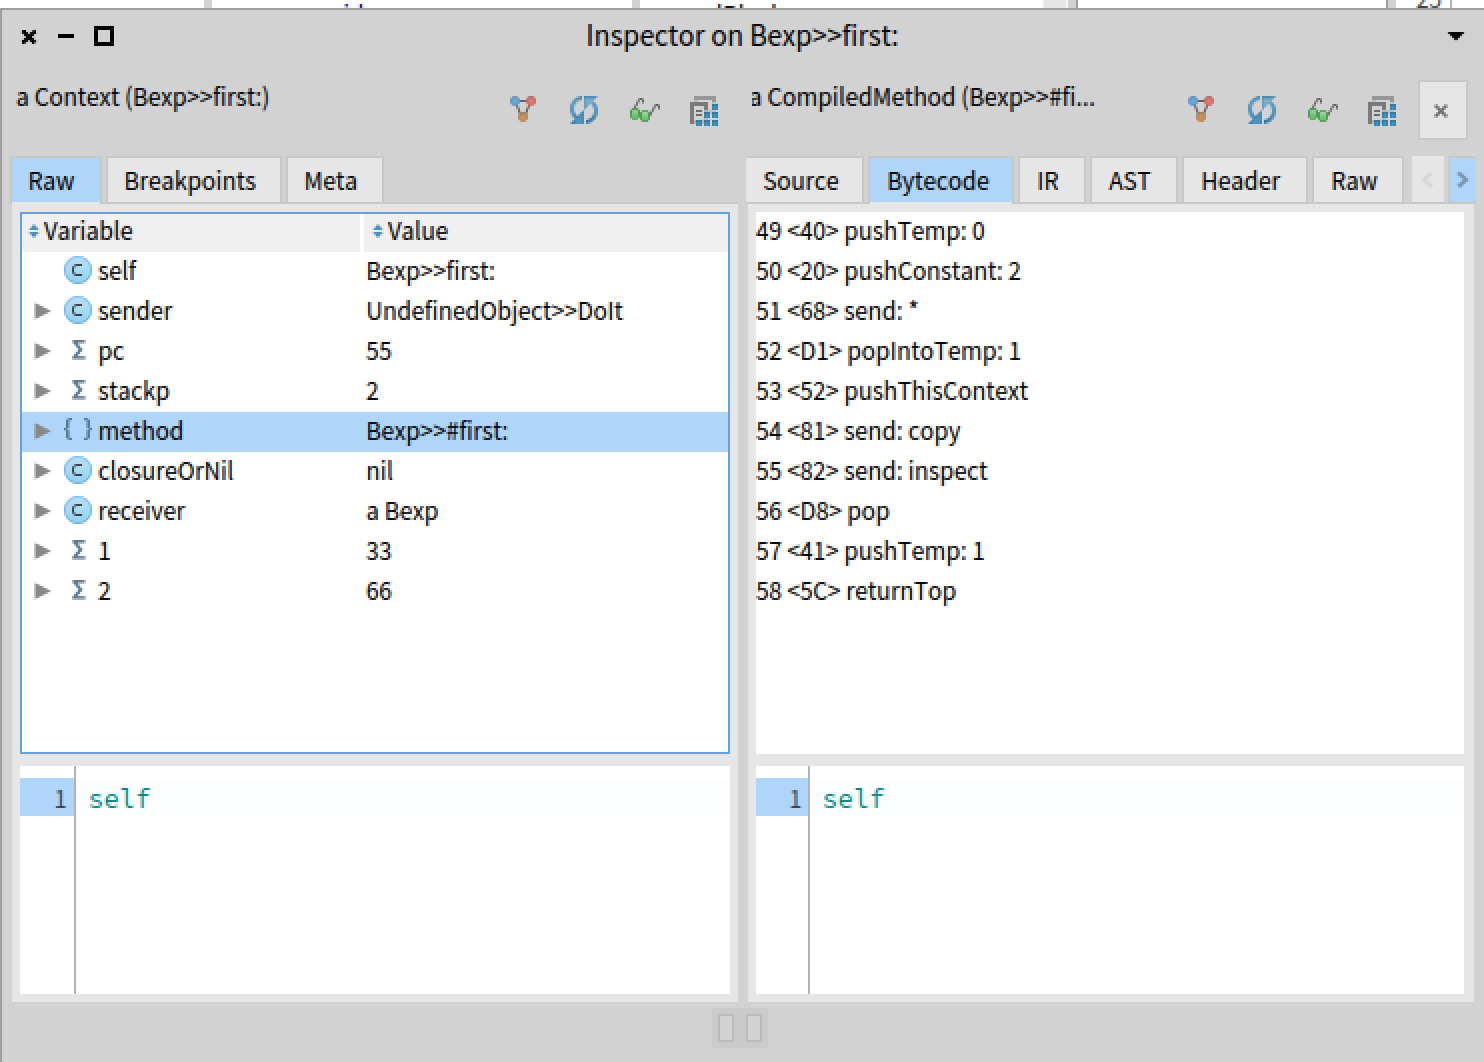 Inspector on Bexp>>first:
a Context (Bexp>>first:)
Raw Breakpoints Meta
Variable Value
C self Bexp>>first:
C sender UndefinedObject>>DoIt
Σ pc 55
Σ stackp 2
{ } method Bexp>>#first:
C closureOrNil nil
C receiver a Bexp
Σ 1 33
Σ 2 66
1 self
a CompiledMethod (Bexp>>#fi...
Source Bytecode IR AST Header Raw
49 <40> pushTemp: 0
50 <20> pushConstant: 2
51 <68> send: *
52 <D1> popIntoTemp: 1
53 <52> pushThisContext
54 <81> send: copy
55 <82> send: inspect
56 <D8> pop
57 <41> pushTemp: 1
58 <5C> returnTop
1 self